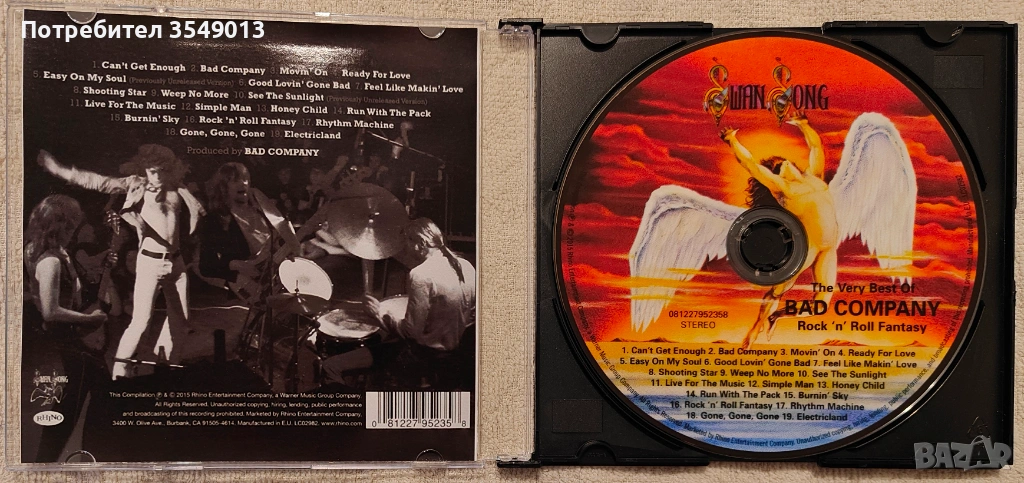 Потребител 3549013
1. Can't Get Enough 2. Bad Company 3. Movin' On 4. Ready For Love
5. Easy On My Soul (Previously Unreleased Version) 6. Good Lovin' Gone Bad 7. Feel Like Makin' Love
8. Shooting Star 9. Weep No More 10. See The Sunlight (Previously Unreleased Version)
11. Live For The Music 12. Simple Man 13. Honey Child 14. Run With The Pack
15. Burnin' Sky 16. Rock 'n' Roll Fantasy 17. Rhythm Machine
18. Gone, Gone, Gone 19. Electricland
Produced by BAD COMPANY
SWAN SONG
RHINO
This Compilation ℗ & © 2015 Rhino Entertainment Company, a Warner Music Group Company.
All Rights Reserved. Unauthorized copying, hiring, lending, public performance
and broadcasting of this recording prohibited. Marketed by Rhino Entertainment Company,
3400 W. Olive Ave., Burbank, CA 91505-4614. Manufactured in E.U. LC02982. www.rhino.com
0 81227 95235 8
SWAN SONG
The Very Best Of
BAD COMPANY
Rock 'n' Roll Fantasy
081227952358
STEREO
1. Can't Get Enough 2. Bad Company 3. Movin' On 4. Ready For Love
5. Easy On My Soul 6. Good Lovin' Gone Bad 7. Feel Like Makin' Love
8. Shooting Star 9. Weep No More 10. See The Sunlight
11. Live For The Music 12. Simple Man 13. Honey Child
14. Run With The Pack 15. Burnin' Sky
16. Rock 'n' Roll Fantasy 17. Rhythm Machine
18. Gone, Gone, Gone 19. Electricland
Marketed by Rhino Entertainment Company. Unauthorized copying,
BAZAR